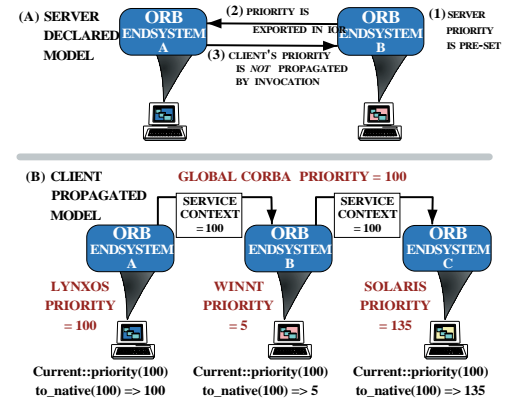 (A) SERVER DECLARED MODEL
ORB ENDSYSTEM A
(2) PRIORITY IS EXPORTED IN IOR
(3) CLIENT'S PRIORITY IS NOT PROPAGATED BY INVOCATION
ORB ENDSYSTEM B
(1) SERVER PRIORITY IS PRE-SET
(B) CLIENT PROPAGATED MODEL
GLOBAL CORBA PRIORITY = 100
SERVICE CONTEXT = 100
SERVICE CONTEXT = 100
ORB ENDSYSTEM A
ORB ENDSYSTEM B
ORB ENDSYSTEM C
LYNXOS PRIORITY = 100
WINNT PRIORITY = 5
SOLARIS PRIORITY = 135
Current::priority(100)
to_native(100) => 100
Current::priority(100)
to_native(100) => 5
Current::priority(100)
to_native(100) => 135